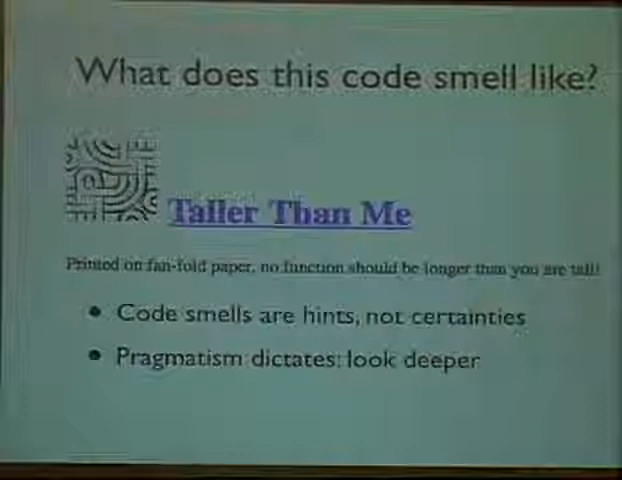 What does this code smell like?
Taller Than Me
Printed on fan-fold paper, no function should be longer than you are tall!
• Code smells are hints, not certainties
• Pragmatism dictates: look deeper